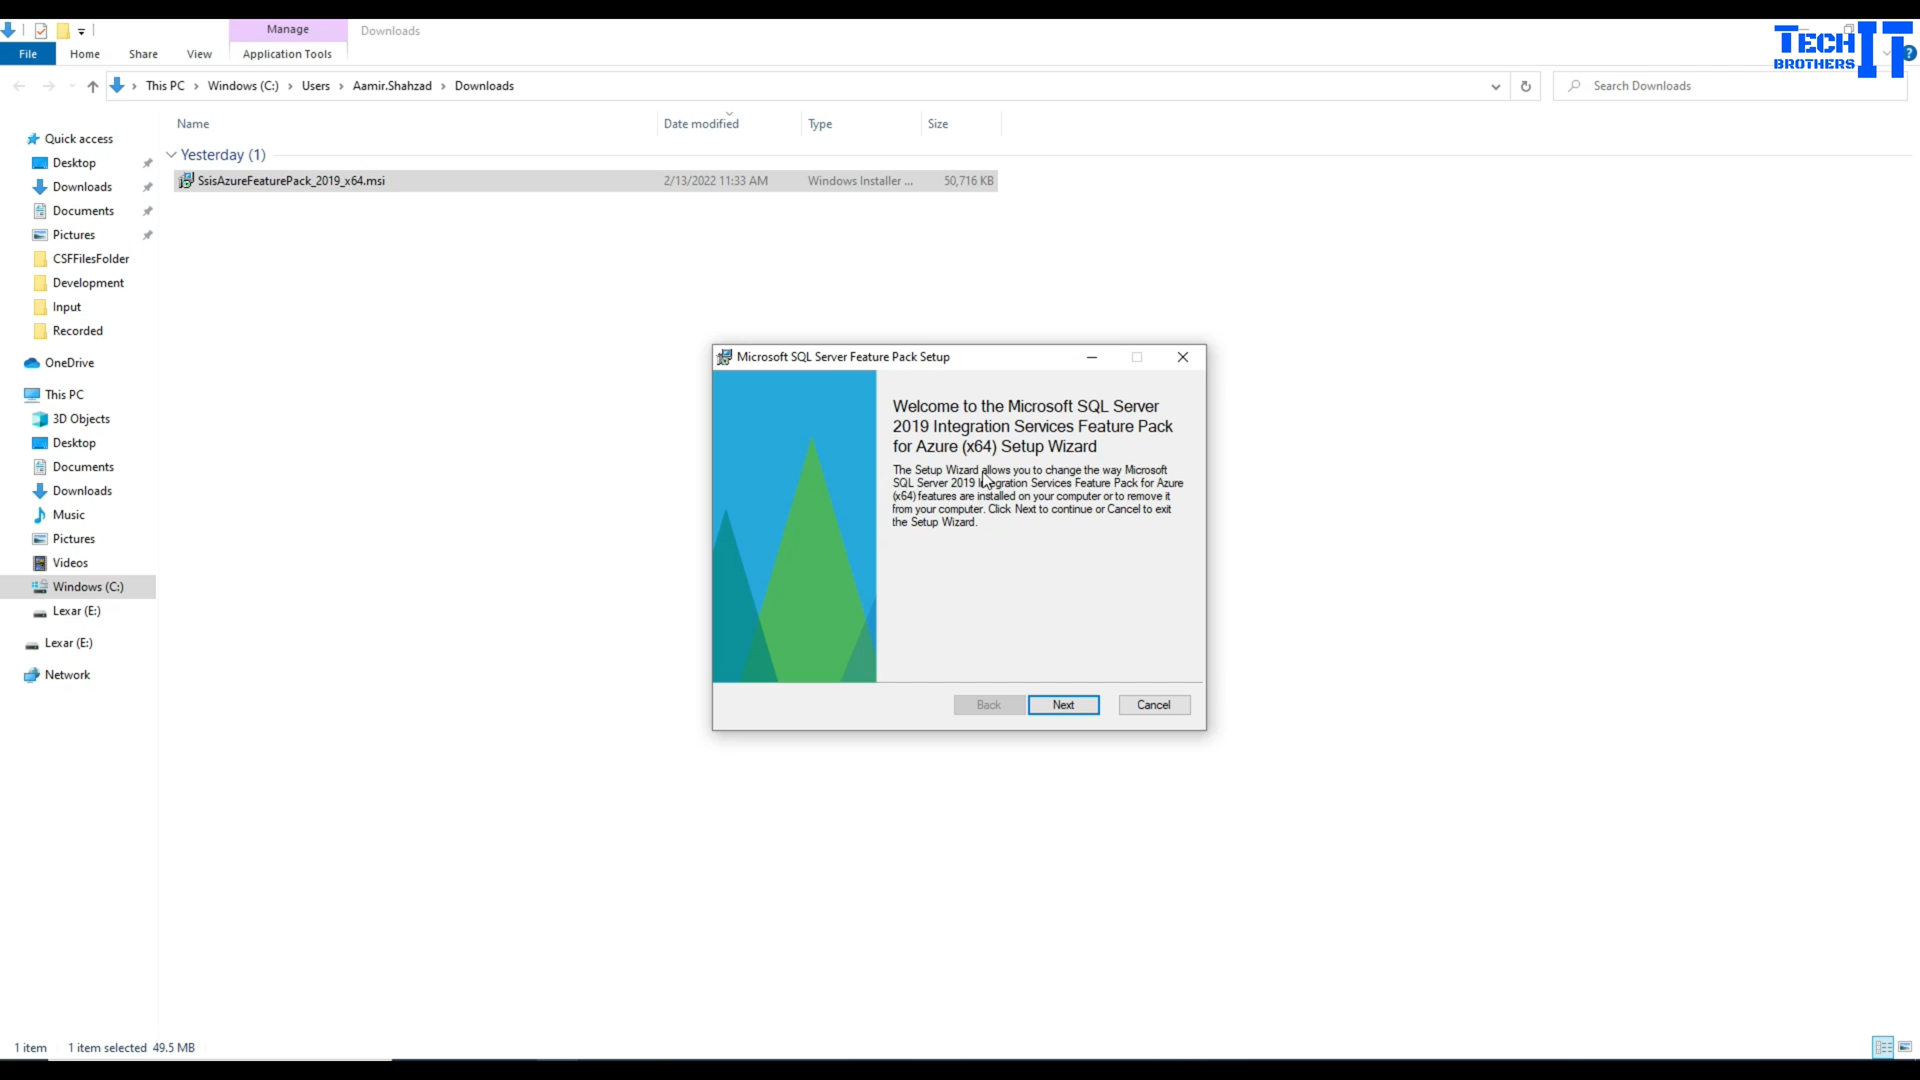 Manage
Downloads
TECH IT
BROTHERS
File
Home
Share
View
Application Tools
?
This PC
Windows (C:)
Users
Aamir.Shahzad
Downloads
Search Downloads
Name
Date modified
Type
Size
Yesterday (1)
SsisAzureFeaturePack_2019_x64.msi
2/13/2022 11:33 AM
Windows Installer ...
50,716 KB
Quick access
Desktop
Downloads
Documents
Pictures
CSFFilesFolder
Development
Input
Recorded
OneDrive
This PC
3D Objects
Desktop
Documents
Downloads
Music
Pictures
Videos
Windows (C:)
Lexar (E:)
Lexar (E:)
Network
Microsoft SQL Server Feature Pack Setup
Welcome to the Microsoft SQL Server
2019 Integration Services Feature Pack
for Azure (x64) Setup Wizard
The Setup Wizard allows you to change the way Microsoft
SQL Server 2019 Integration Services Feature Pack for Azure
(x64) features are installed on your computer or to remove it
from your computer. Click Next to continue or Cancel to exit
the Setup Wizard.
Back
Next
Cancel
1 item
1 item selected 49.5 MB